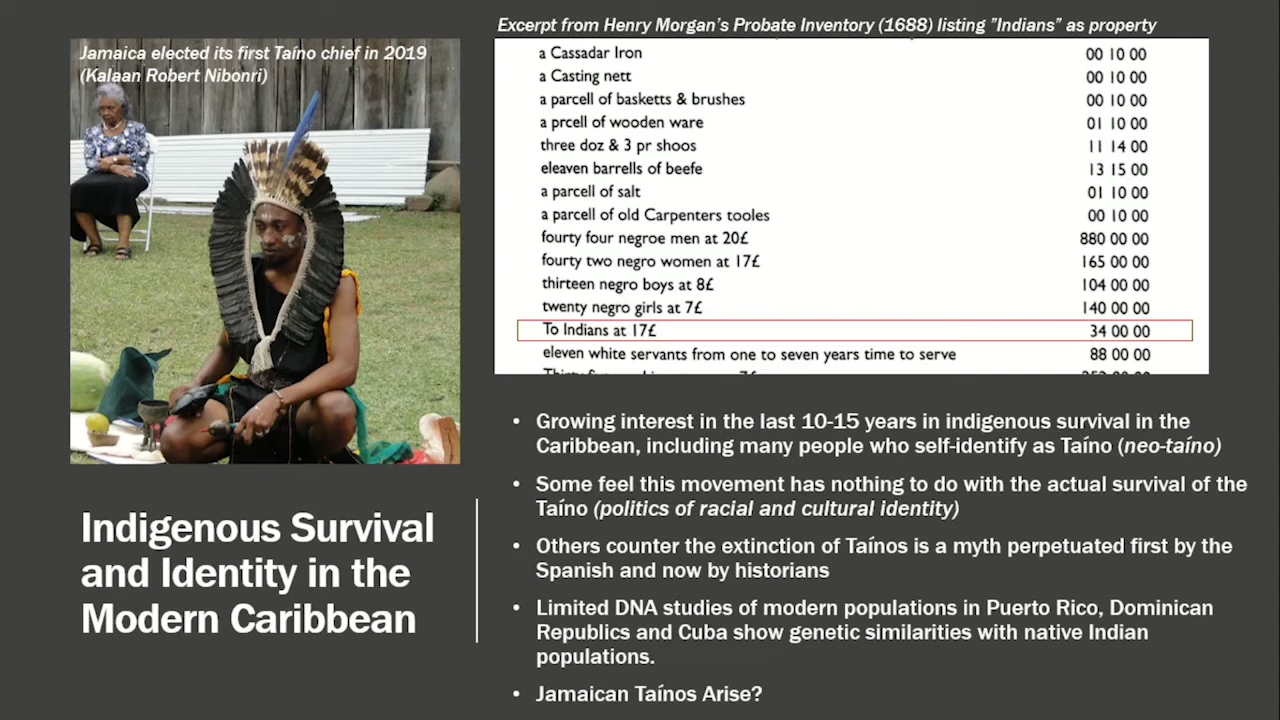 Excerpt from Henry Morgan's Probate Inventory (1688) listing "Indians" as property
Jamaica elected its first Taíno chief in 2019
(Kalaan Robert Nibonri)
a Cassadar Iron 00 10 00
a Casting nett 00 10 00
a parcell of basketts & brushes 00 10 00
a prcell of wooden ware 01 10 00
three doz & 3 pr shoos 11 14 00
eleaven barrells of beefe 13 15 00
a parcell of salt 01 10 00
a parcell of old Carpenters tooles 00 10 00
fourty four negroe men at 20£ 880 00 00
fourty two negro women at 17£ 165 00 00
thirteen negro boys at 8£ 104 00 00
twenty negro girls at 7£ 140 00 00
To Indians at 17£ 34 00 00
eleven white servants from one to seven years time to serve 88 00 00
Indigenous Survival
and Identity in the
Modern Caribbean
• Growing interest in the last 10-15 years in indigenous survival in the
Caribbean, including many people who self-identify as Taíno (neo-taíno)
• Some feel this movement has nothing to do with the actual survival of the
Taíno (politics of racial and cultural identity)
• Others counter the extinction of Taínos is a myth perpetuated first by the
Spanish and now by historians
• Limited DNA studies of modern populations in Puerto Rico, Dominican
Republics and Cuba show genetic similarities with native Indian
populations.
• Jamaican Taínos Arise?